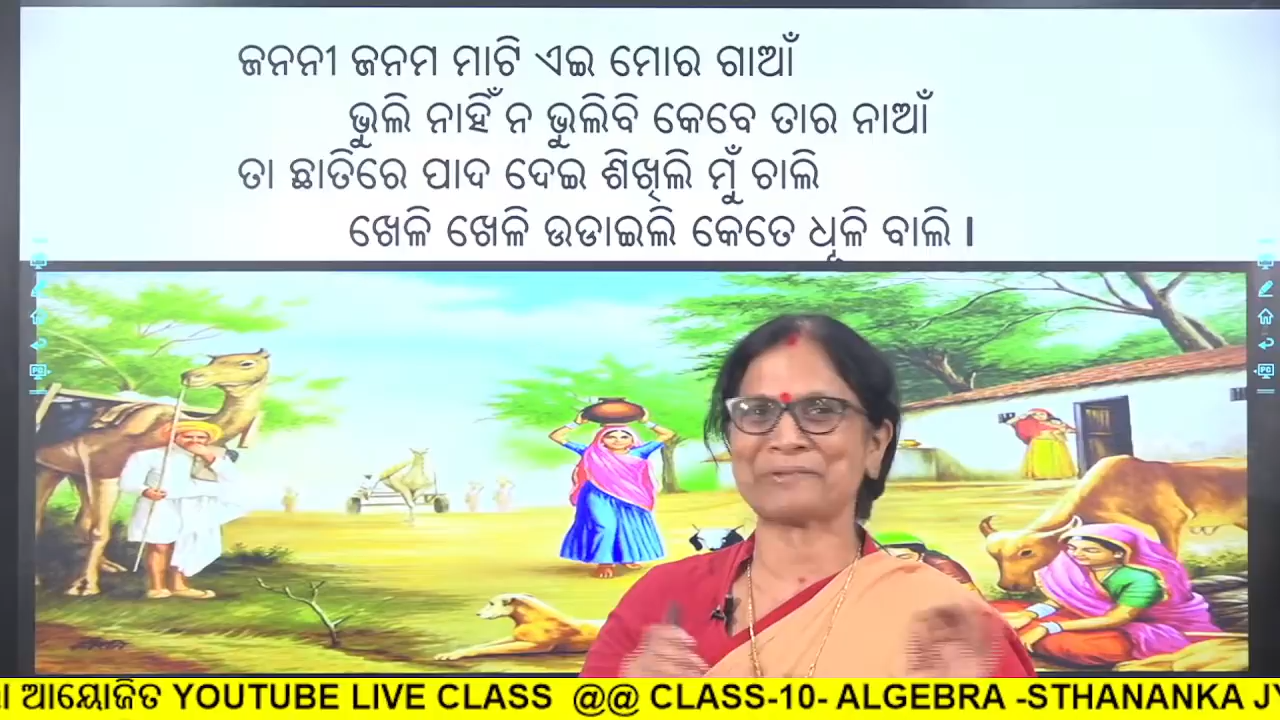 ଜନନୀ ଜନମ ମାଟି ଏଇ ମୋର ଗାଆଁ
ଭୁଲି ନାହିଁ ନ ଭୁଲିବି କେବେ ତାର ନାଆଁ
ତା ଛାତିରେ ପାଦ ଦେଇ ଶିଖିଲି ମୁଁ ଚାଲି
ଖେଳି ଖେଳି ଉଡାଇଲି କେତେ ଧୂଳି ବାଲି ।
ଆୟୋଜିତ YOUTUBE LIVE CLASS @@ CLASS-10- ALGEBRA -STHANANKA